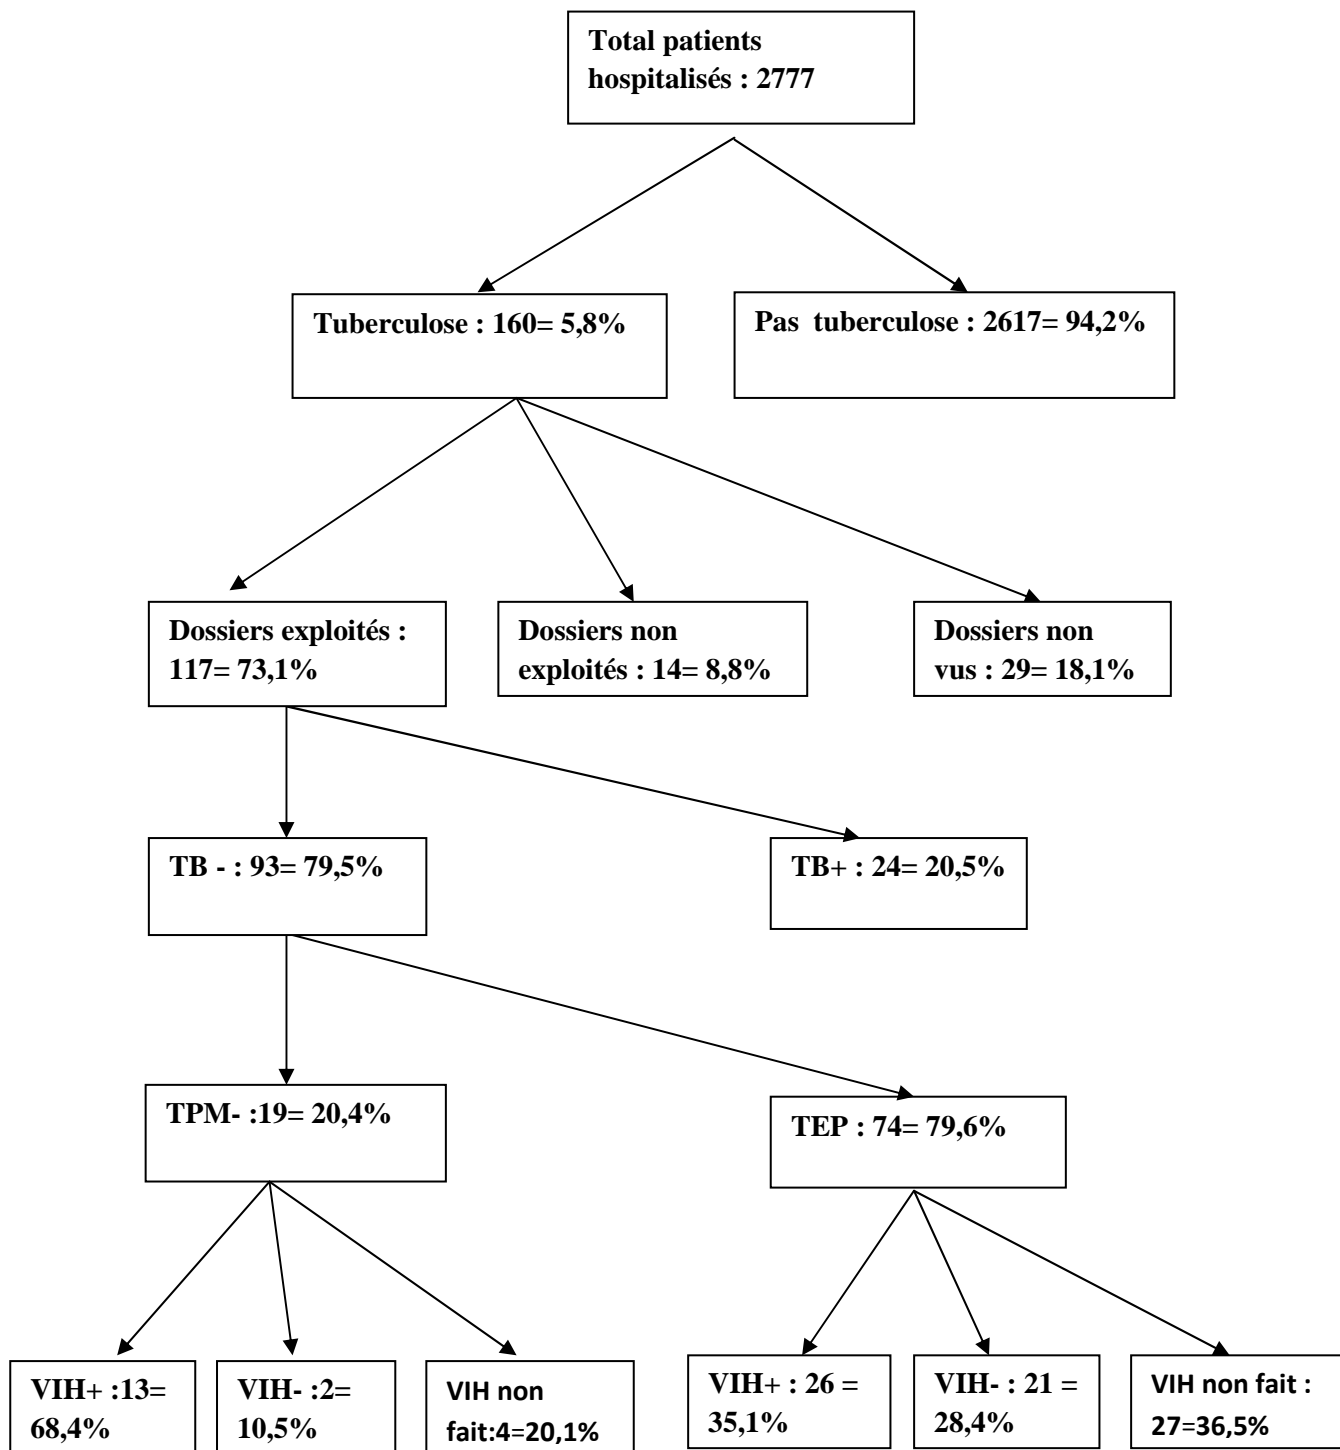 Total patients
hospitalisés : 2777
Tuberculose : 160= 5,8%
Pas tuberculose : 2617= 94,2%
Dossiers exploités :
117= 73,1%
Dossiers non
exploités : 14= 8,8%
Dossiers non
vus : 29= 18,1%
TB - : 93= 79,5%
TB+ : 24= 20,5%
TPM- :19= 20,4%
TEP : 74= 79,6%
VIH+ :13=
68,4%
VIH- :2=
10,5%
VIH non
fait:4=20,1%
VIH+ : 26 =
35,1%
VIH- : 21 =
28,4%
VIH non fait :
27=36,5%